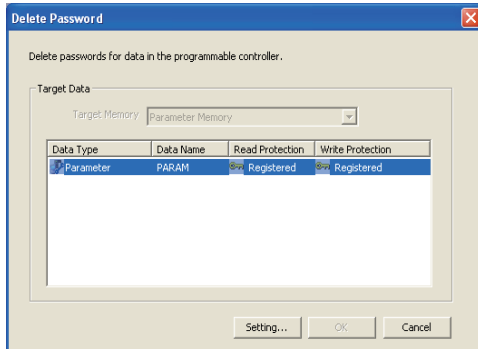 Delete Password
Delete passwords for data in the programmable controller.
Target Data
Target Memory Parameter Memory
Data Type Data Name Read Protection Write Protection
Parameter PARAM Registered Registered
Setting... OK Cancel